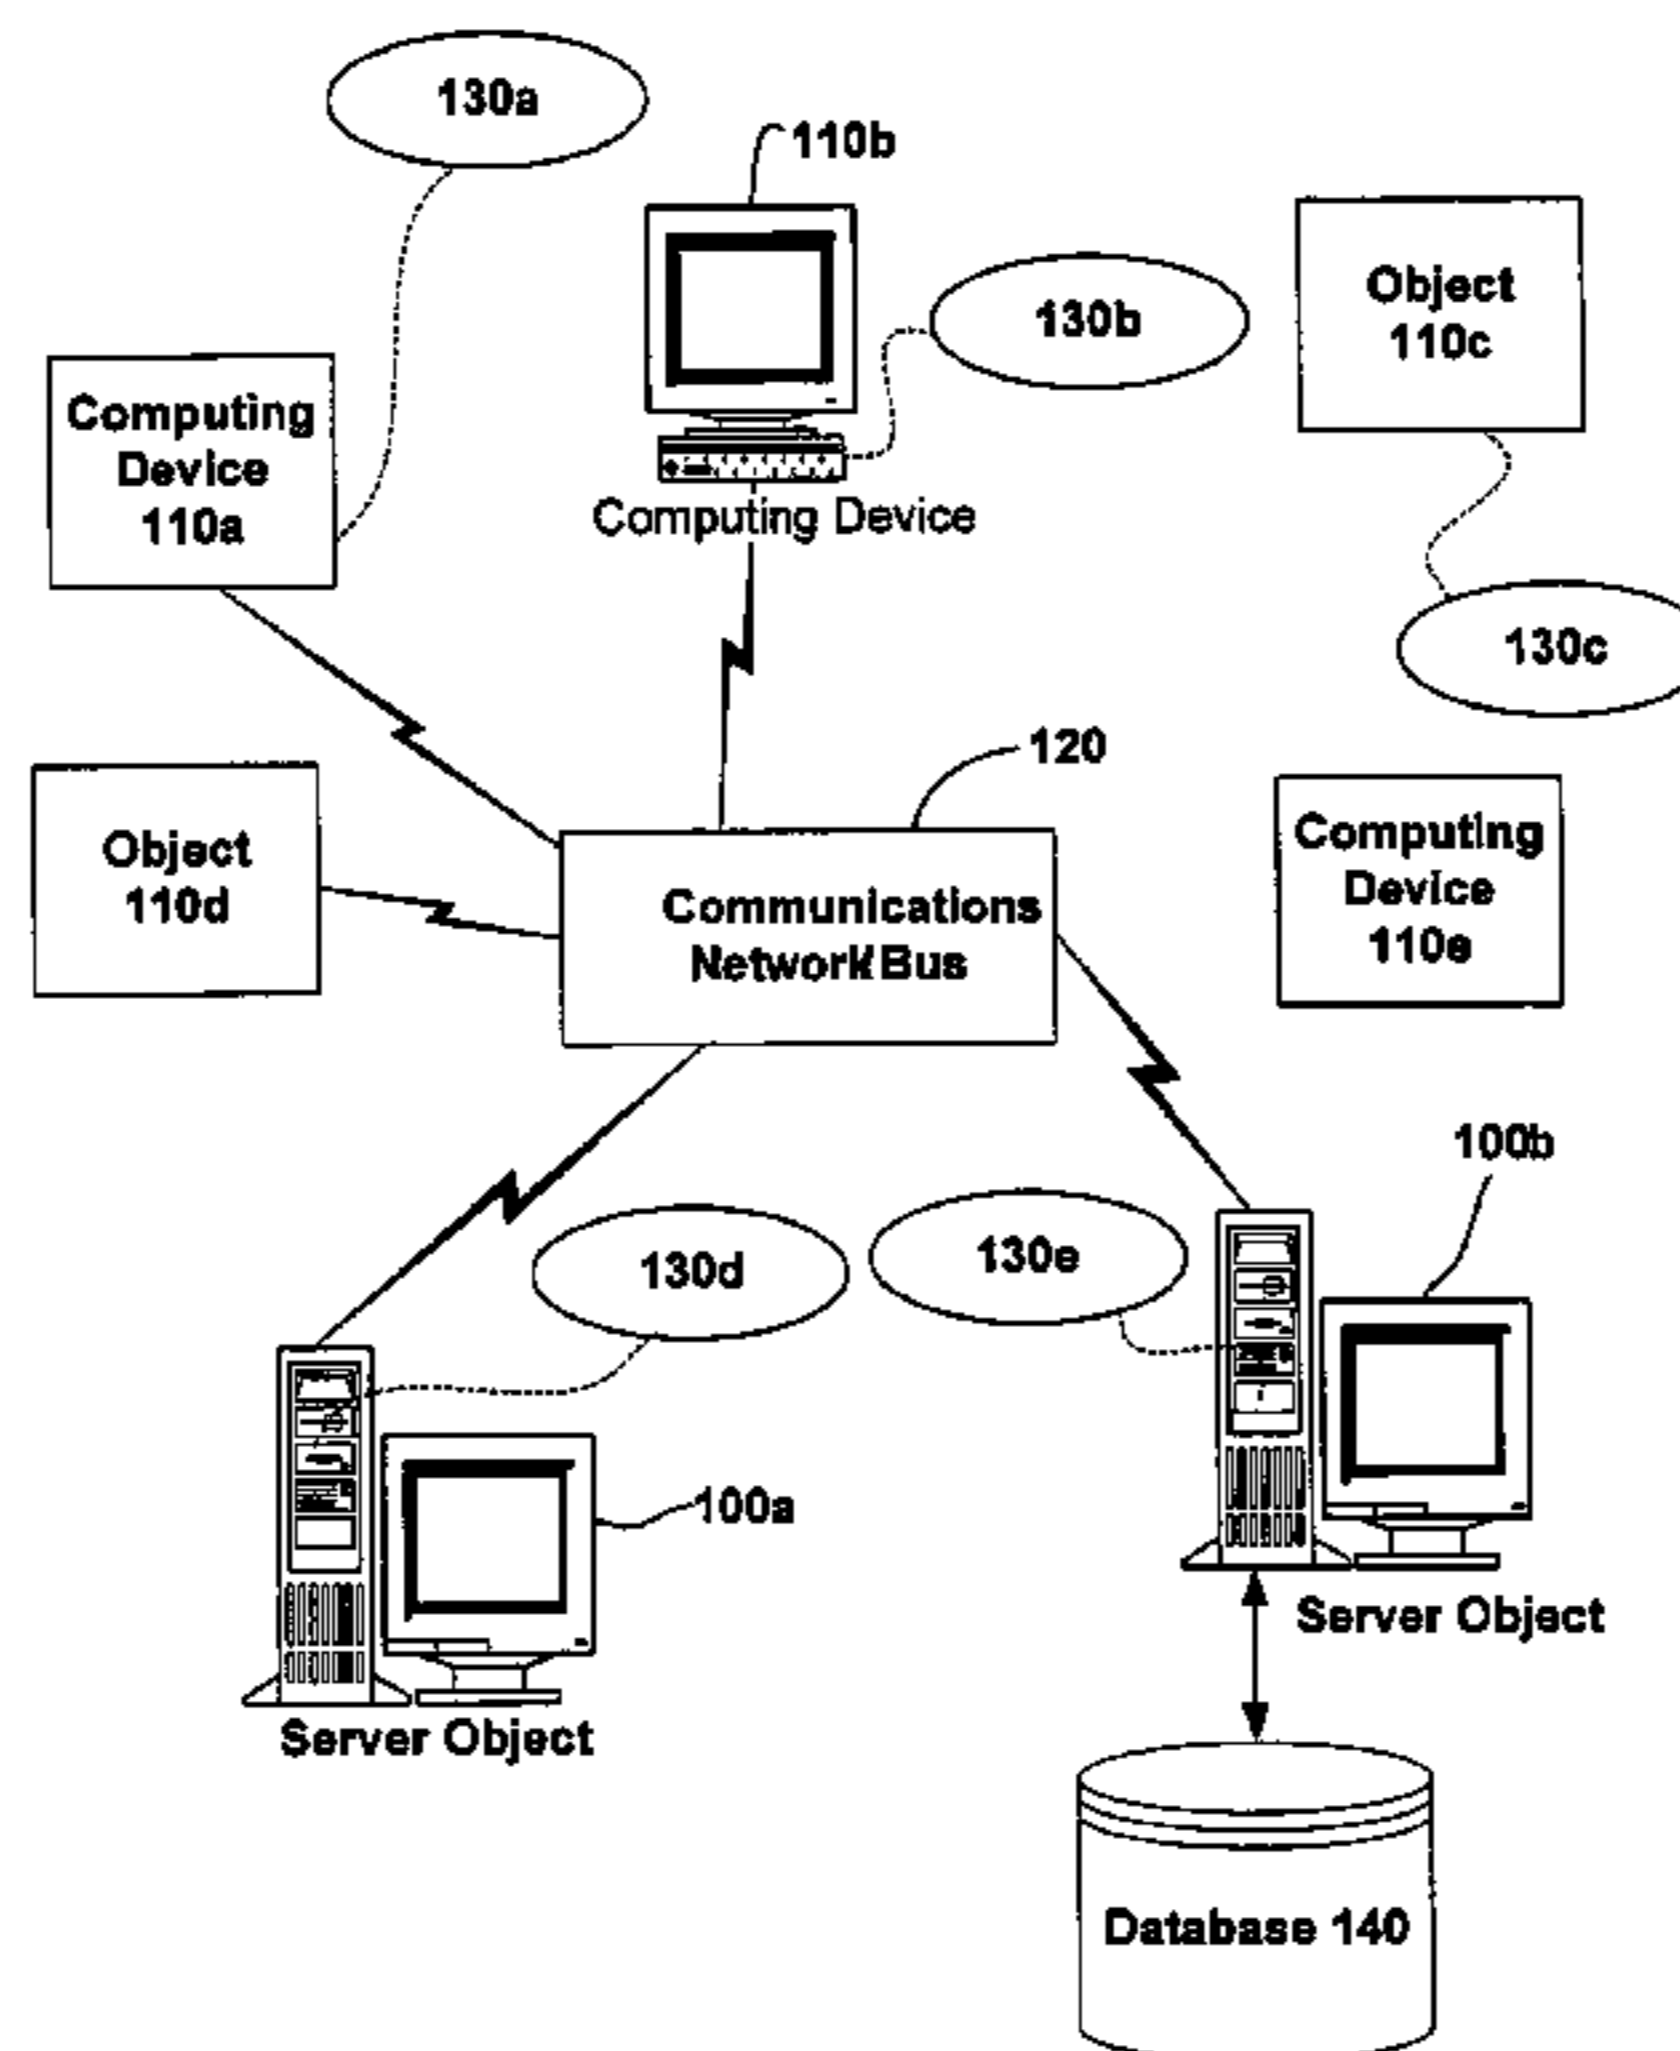 130a
110b
130b
Object
110c
Computing
Device
110a
Computing Device
130c
120
Object
110d
Communications
Network/Bus
Computing
Device
110e
100b
130d
130e
100a
Server Object
Server Object
Database 140